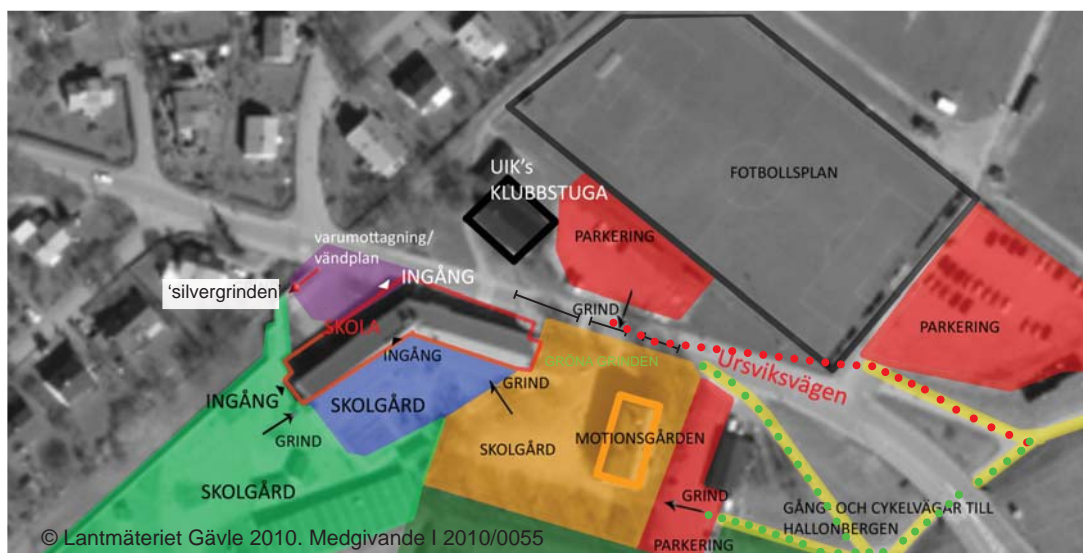 UIK's
KLUBBSTUGA
FOTBOLLSPLAN
PARKERING
varumottagning/
vändplan
INGÅNG
'silvergrinden'
GRIND
SKOLA
PARKERING
INGÅNG
GRÖNA GRINDEN
Ursviksvägen
GRIND
INGÅNG
SKOLGÅRD
GRIND
SKOLGÅRD
MOTIONSGÅRDEN
SKOLGÅRD
GRIND
GÅNG- OCH CYKELVÄGAR TILL
HALLONBERGEN
PARKERING
© Lantmäteriet Gävle 2010. Medgivande I 2010/0055